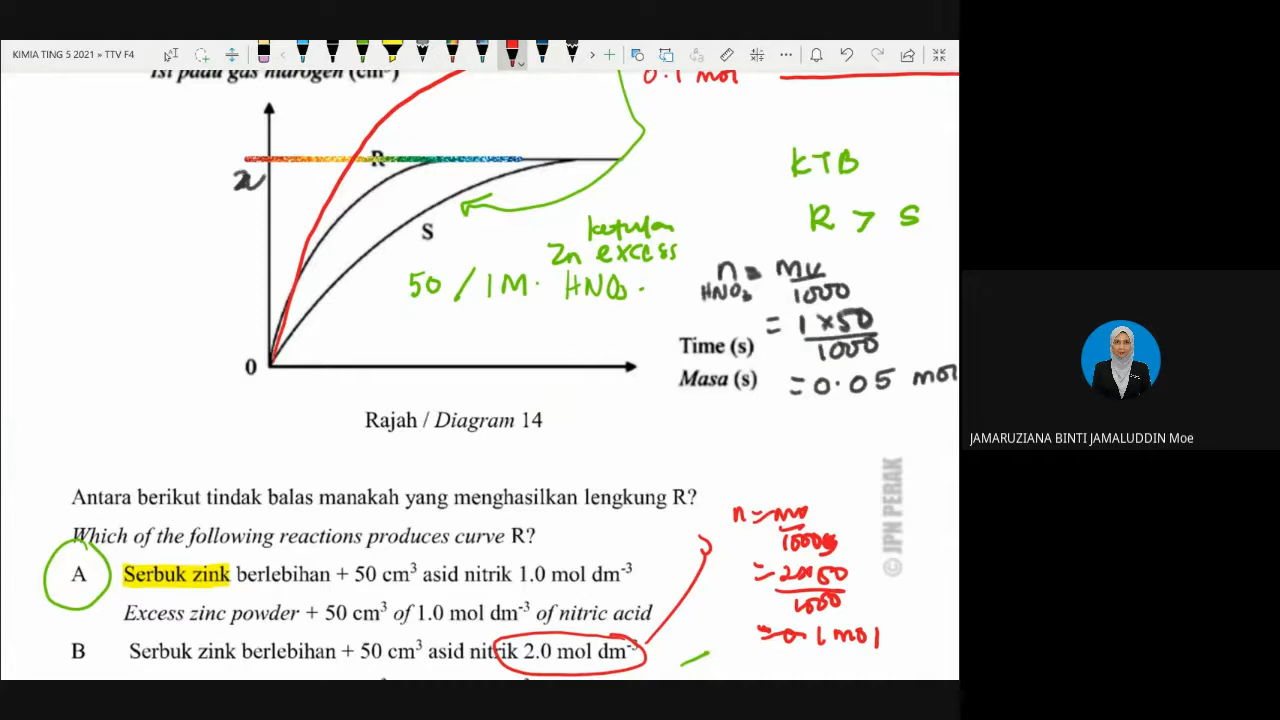 KIMIA TING 5 2021 » TTV F4
Isi padu gas hidrogen (cm³)
0.1 mol
R
x
S
0
ketulan
Zn excess
50 / 1M. HNO₃.
KTB
R > S
n = MV
HNO₃ 1000
= 1 × 50
1000
= 0.05 mol
Time (s)
Masa (s)
Rajah / Diagram 14
Antara berikut tindak balas manakah yang menghasilkan lengkung R?
Which of the following reactions produces curve R?
A Serbuk zink berlebihan + 50 cm³ asid nitrik 1.0 mol dm⁻³
Excess zinc powder + 50 cm³ of 1.0 mol dm⁻³ of nitric acid
B Serbuk zink berlebihan + 50 cm³ asid nitrik 2.0 mol dm⁻³
n = mv
1000
= 2×50
1000
= 0.1 mol
© JPN PERAK
JAMARUZIANA BINTI JAMALUDDIN Moe